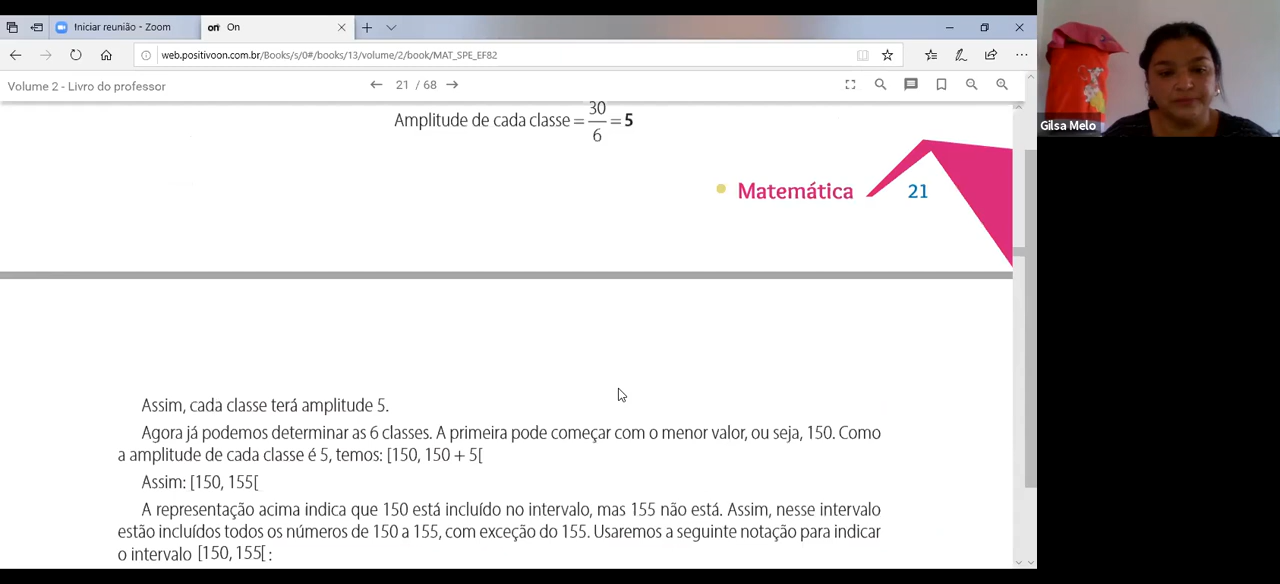 Iniciar reunião - Zoom
on On
web.positivoon.com.br/Books/s/0#/books/13/volume/2/book/MAT_SPE_EF82
Volume 2 - Livro do professor
21 / 68
Amplitude de cada classe = 30/6 = 5
Matemática 21
Assim, cada classe terá amplitude 5.
Agora já podemos determinar as 6 classes. A primeira pode começar com o menor valor, ou seja, 150. Como
a amplitude de cada classe é 5, temos: [150, 150 + 5[
Assim: [150, 155[
A representação acima indica que 150 está incluído no intervalo, mas 155 não está. Assim, nesse intervalo
estão incluídos todos os números de 150 a 155, com exceção do 155. Usaremos a seguinte notação para indicar
o intervalo [150, 155[ :
Gilsa Melo